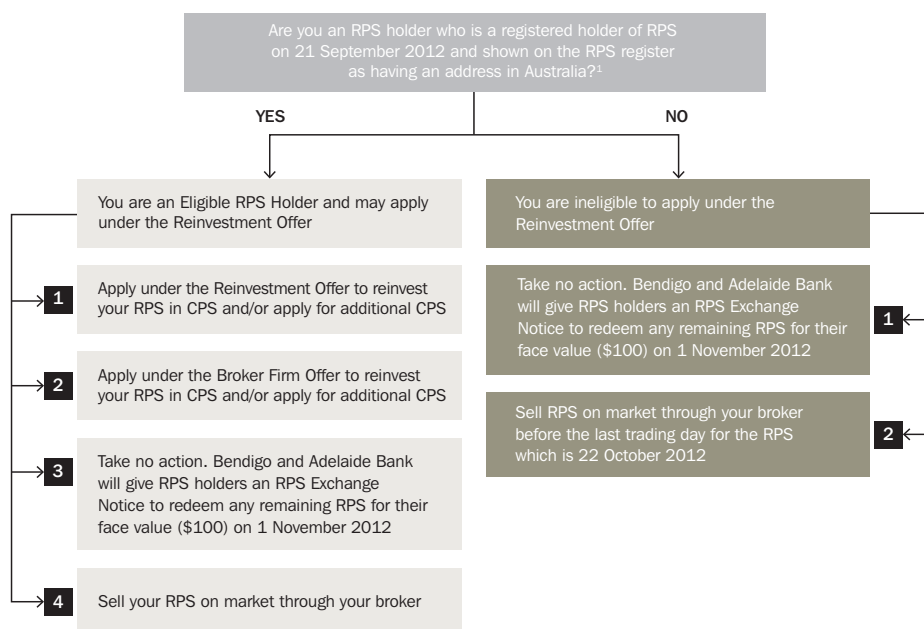 Are you an RPS holder who is a registered holder of RPS
on 21 September 2012 and shown on the RPS register
as having an address in Australia?¹
YES
NO
You are an Eligible RPS Holder and may apply
under the Reinvestment Offer
1
Apply under the Reinvestment Offer to reinvest
your RPS in CPS and/or apply for additional CPS
2
Apply under the Broker Firm Offer to reinvest
your RPS in CPS and/or apply for additional CPS
3
Take no action. Bendigo and Adelaide Bank
will give RPS holders an RPS Exchange
Notice to redeem any remaining RPS for their
face value ($100) on 1 November 2012
4
Sell your RPS on market through your broker
You are ineligible to apply under the
Reinvestment Offer
Take no action. Bendigo and Adelaide Bank
will give RPS holders an RPS Exchange
Notice to redeem any remaining RPS for their
face value ($100) on 1 November 2012
1
Sell RPS on market through your broker
before the last trading day for the RPS
which is 22 October 2012
2